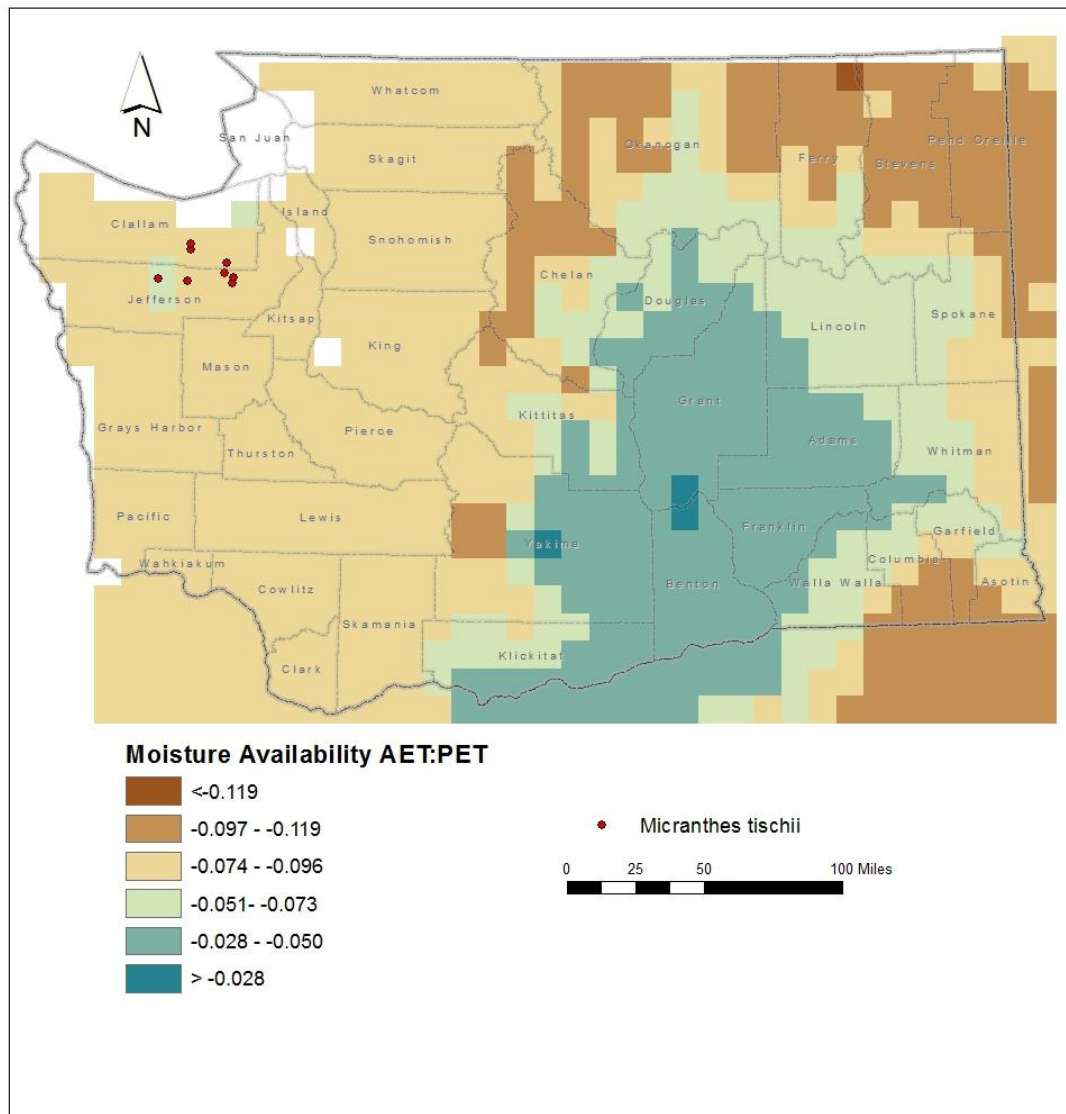 N
Whatcom
San Juan
Okanogan
Pend Oreille
Skagit
Ferry
Stevens
Island
Clallam
Snohomish
Chelan
Jefferson
Douglas
Kitsap
Lincoln
Spokane
King
Mason
Grant
Kittitas
Grays Harbor
Pierce
Adams
Thurston
Whitman
Pacific
Lewis
Franklin
Garfield
Yakima
Wahkiakum
Columbia
Cowlitz
Benton
Walla Walla
Asotin
Skamania
Klickitat
Clark
Moisture Availability AET:PET
<-0.119
-0.097 - -0.119
-0.074 - -0.096
-0.051- -0.073
-0.028 - -0.050
> -0.028
Micranthes tischii
0 25 50 100 Miles